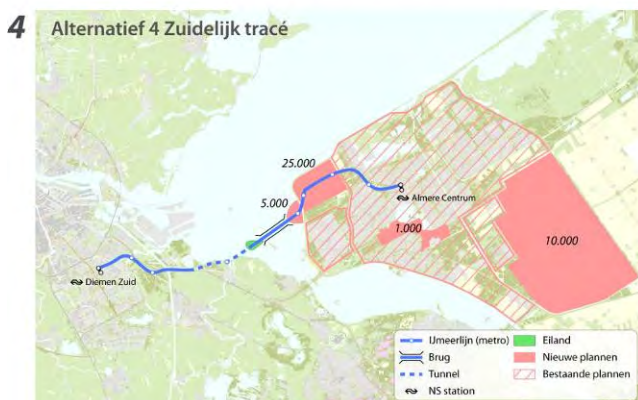 4 Alternatief 4 Zuidelijk tracé
25.000
5.000
Almere Centrum
1.000
10.000
Diemen Zuid
IJmeerlijn (metro)
Brug
Tunnel
NS station
Eiland
Nieuwe plannen
Bestaande plannen